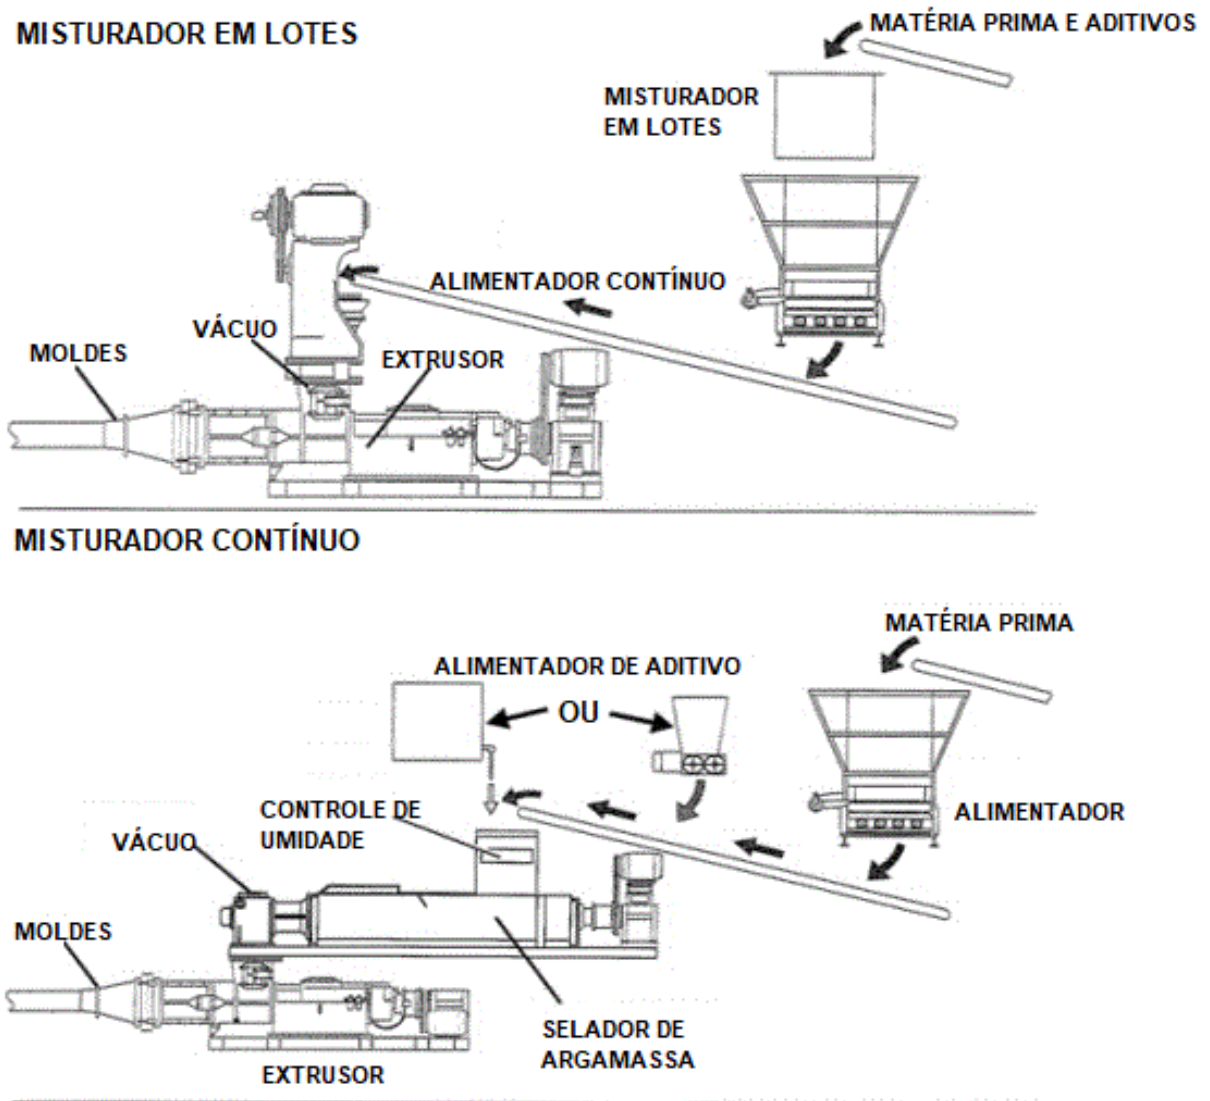 MISTURADOR EM LOTES
MATÉRIA PRIMA E ADITIVOS
MISTURADOR
EM LOTES
ALIMENTADOR CONTÍNUO
VÁCUO
MOLDES
EXTRUSOR
MISTURADOR CONTÍNUO
MATÉRIA PRIMA
ALIMENTADOR DE ADITIVO
OU
CONTROLE DE
UMIDADE
ALIMENTADOR
VÁCUO
MOLDES
SELADOR DE
ARGAMASSA
EXTRUSOR